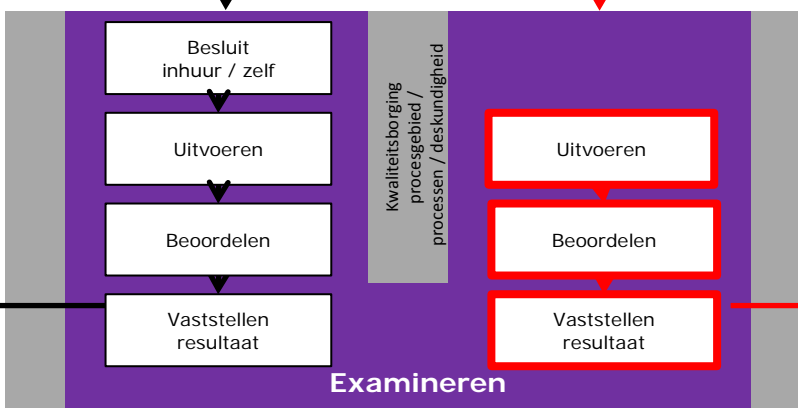 Besluit
inhuur / zelf
Uitvoeren
Beoordelen
Vaststellen
resultaat
Kwaliteitsborging
procesgebied /
processen / deskundigheid
Uitvoeren
Beoordelen
Vaststellen
resultaat
Examineren